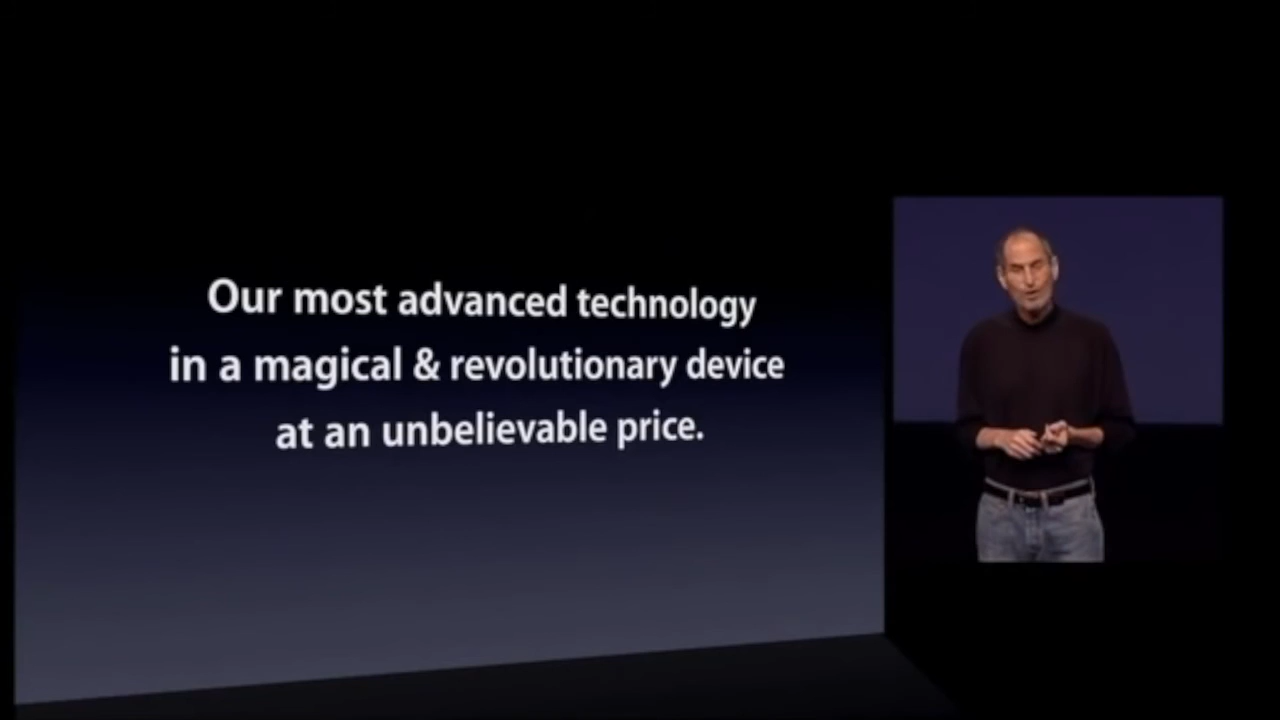 Our most advanced technology
in a magical & revolutionary device
at an unbelievable price.